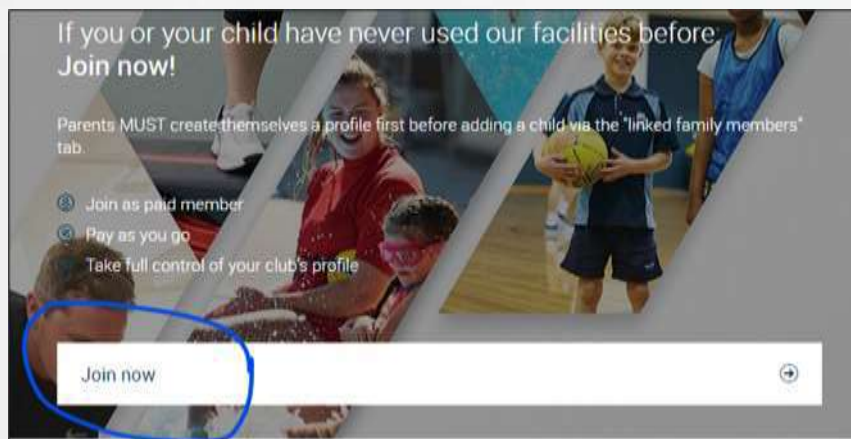 If you or your child have never used our facilities before:
Join now!
Parents MUST create themselves a profile first before adding a child via the "linked family members"
tab.
Join as paid member
Pay as you go
Take full control of your club's profile
Join now